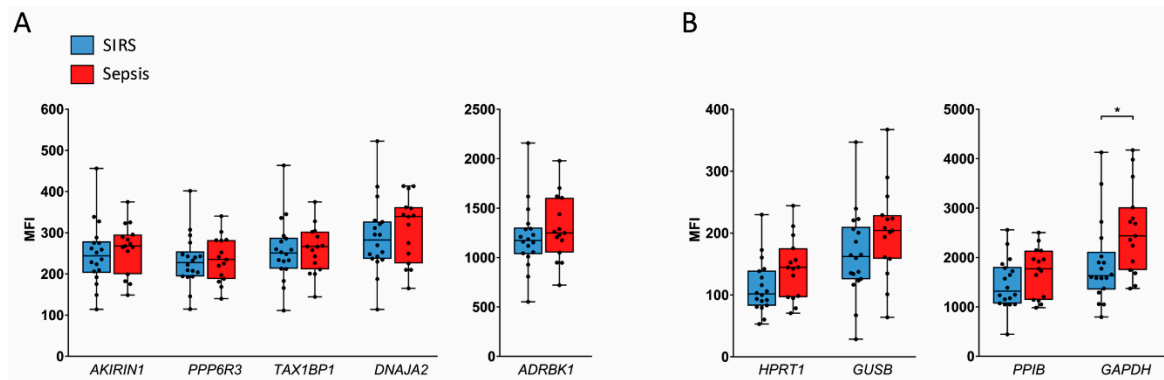 A
B
SIRS
Sepsis
600
500
400
300
200
100
0
MFI
AKIRIN1
PPP6R3
TAX1BP1
DNAJA2
2500
2000
1500
1000
500
0
ADRBK1
400
300
200
100
0
MFI
HPRT1
GUSB
5000
4000
3000
2000
1000
0
*
PPIB
GAPDH